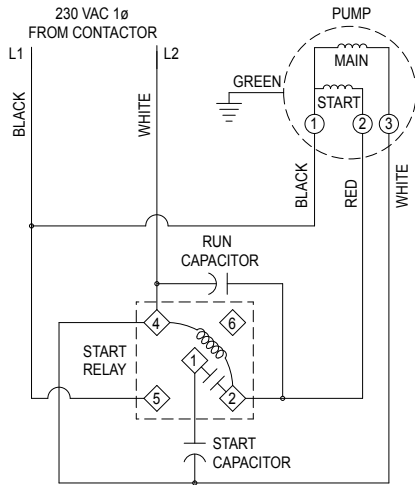 230 VAC 1ø
FROM CONTACTOR
L1
L2
PUMP
MAIN
GREEN
START
1
2
3
BLACK
WHITE
BLACK
RED
WHITE
RUN
CAPACITOR
4
6
START
RELAY
1
5
2
START
CAPACITOR